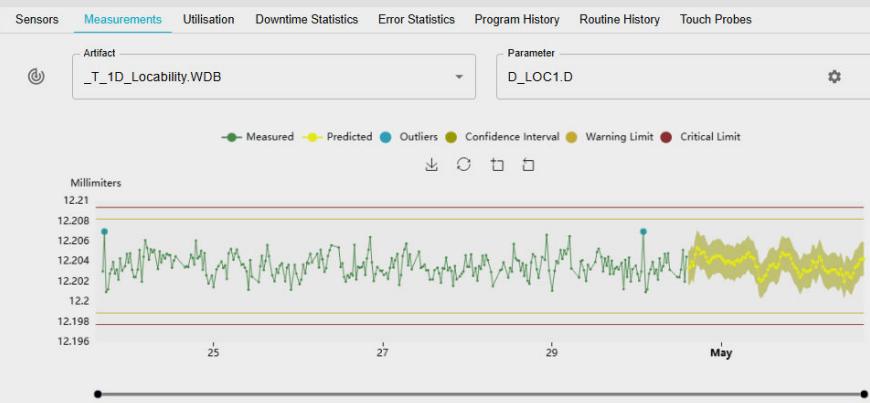 Sensors Measurements Utilisation Downtime Statistics Error Statistics Program History Routine History Touch Probes
Artifact Parameter
_T_1D_Locability.WDB D_LOC1.D
Measured Predicted Outliers Confidence Interval Warning Limit Critical Limit
Millimiters
12.21
12.208
12.206
12.204
12.202
12.2
12.198
12.196
25 27 29 May